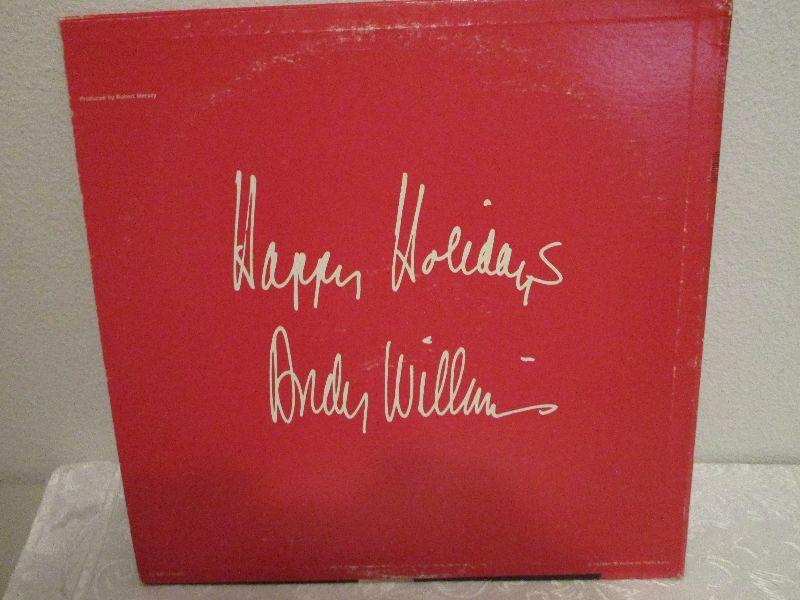 Produced by Robert Mersey
Happy Holidays
Andy Williams